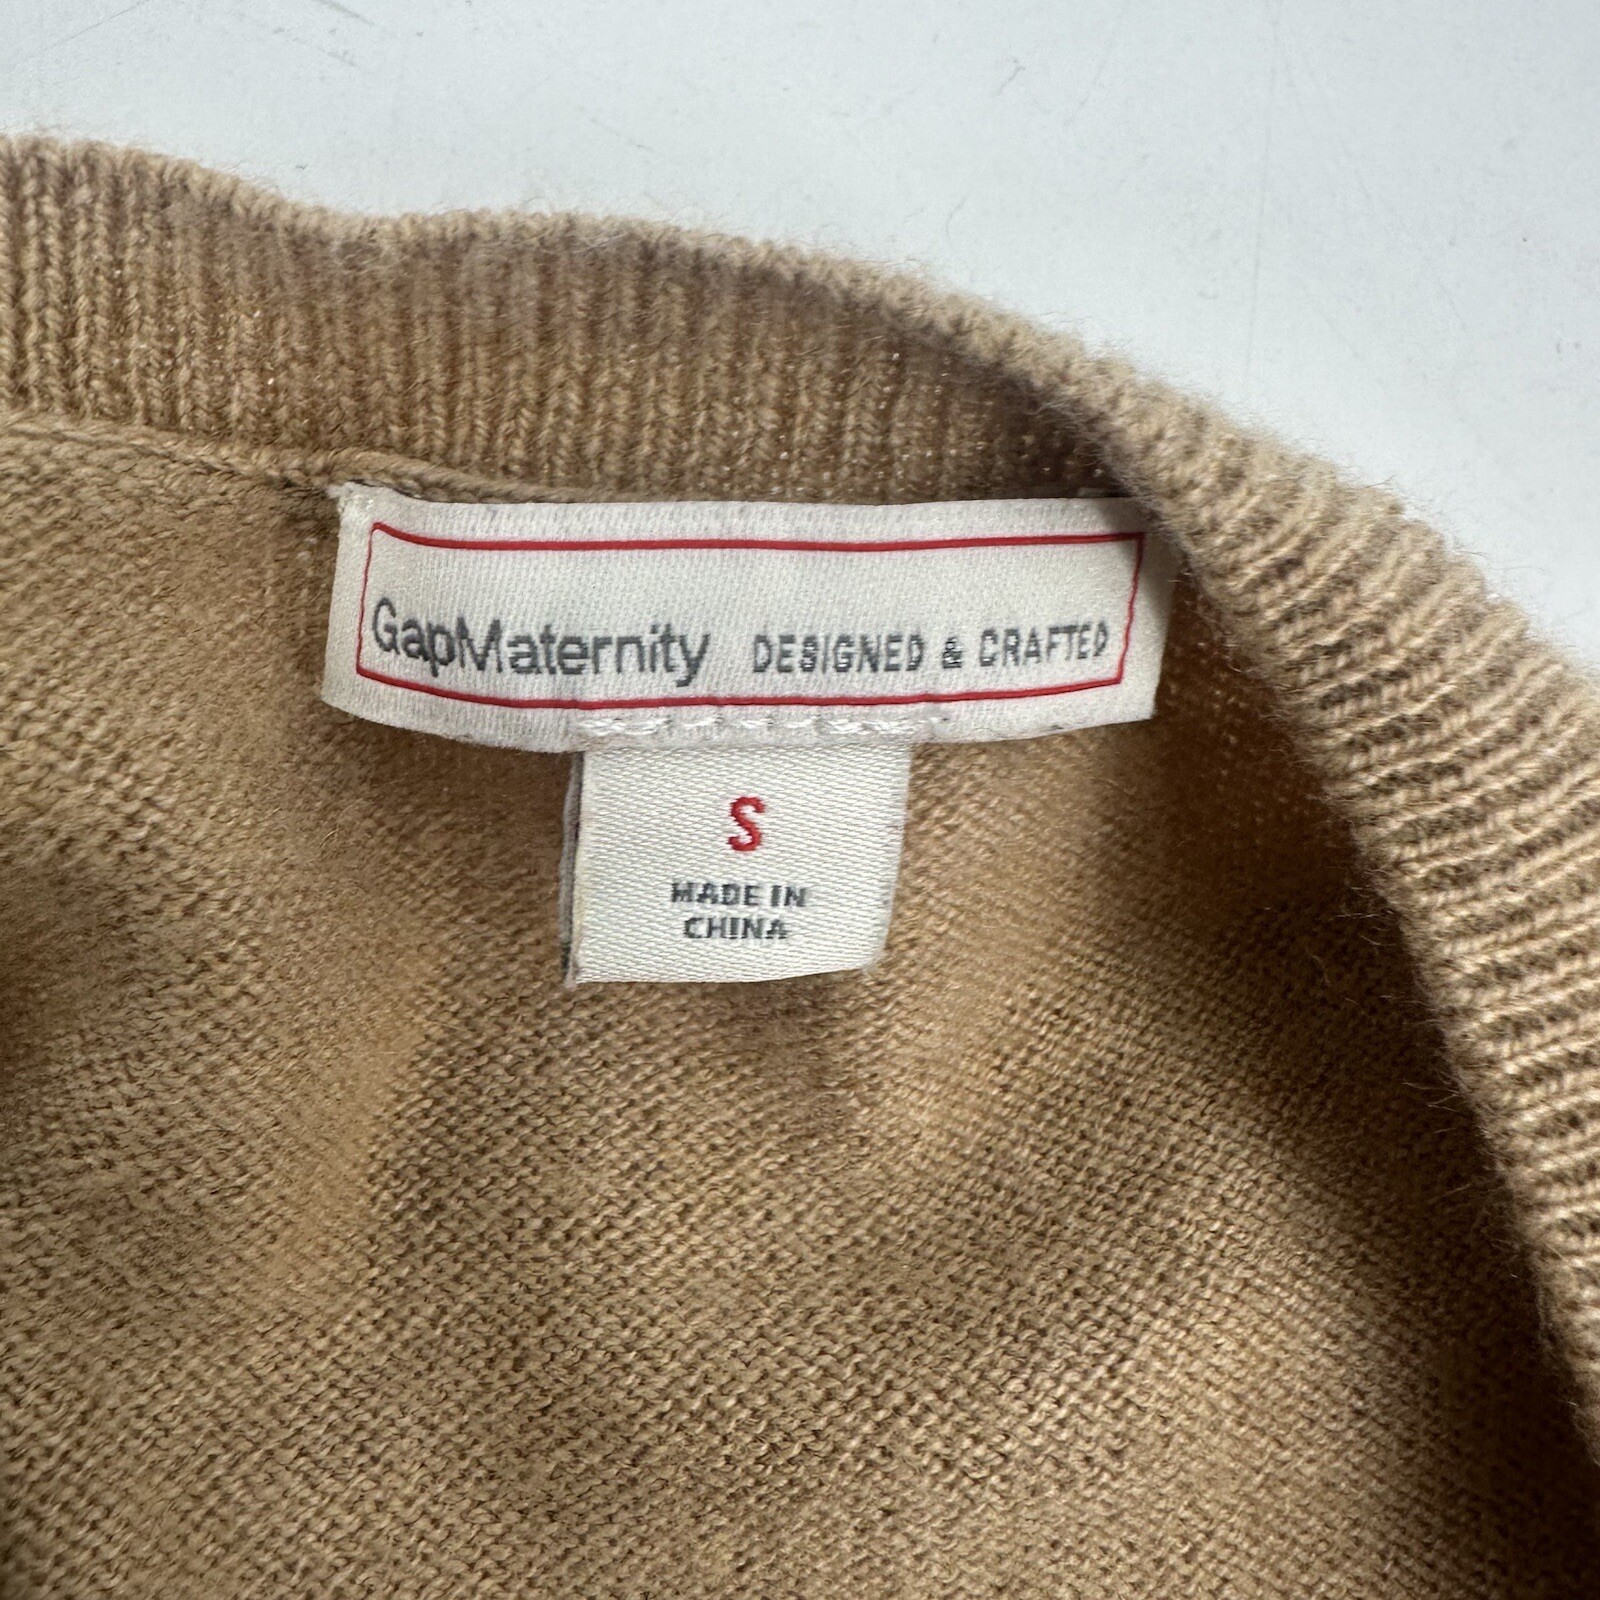 GapMaternity DESIGNED & CRAFTED
S
MADE IN
CHINA